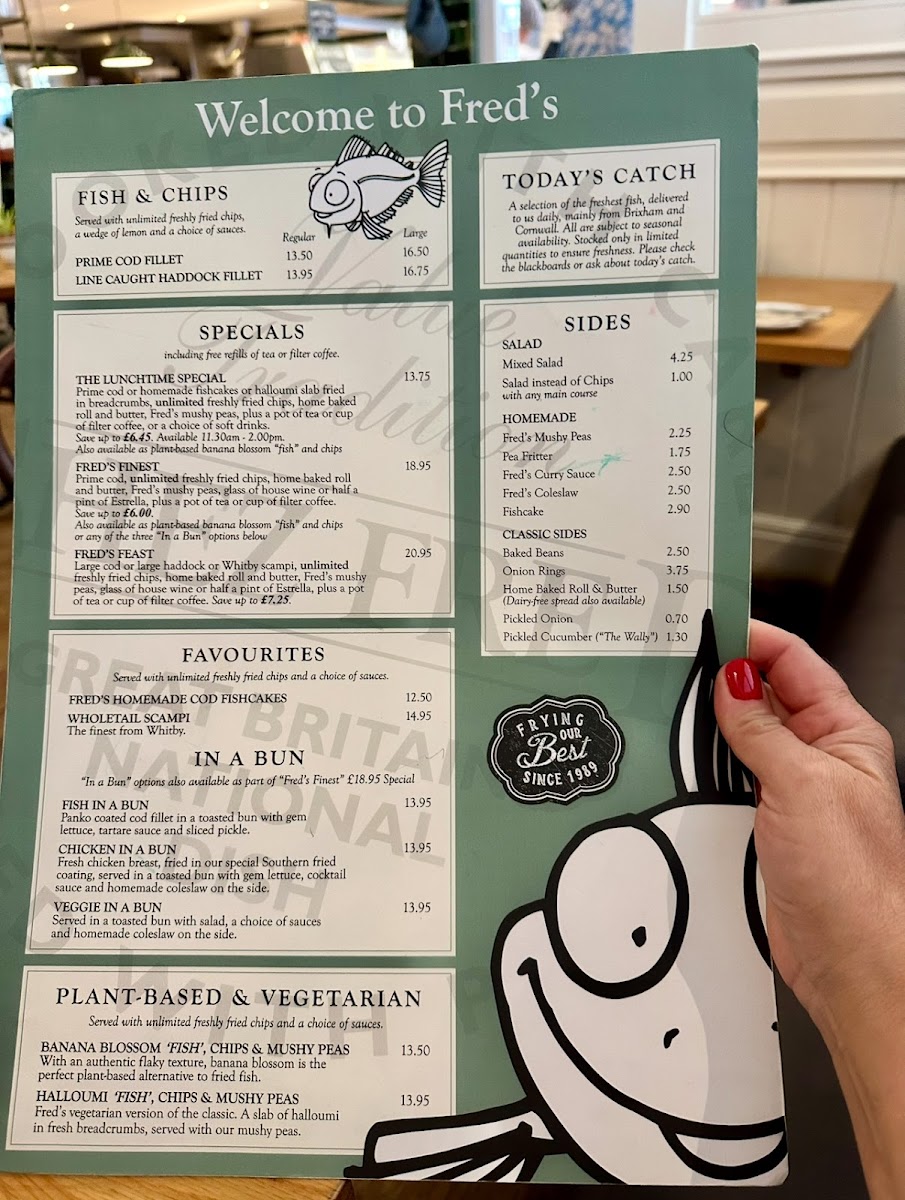 Welcome to Fred's
FISH & CHIPS
Served with unlimited freshly fried chips,
a wedge of lemon and a choice of sauces.
Regular Large
PRIME COD FILLET 13.50 16.50
LINE CAUGHT HADDOCK FILLET 13.95 16.75
SPECIALS
including free refills of tea or filter coffee.
THE LUNCHTIME SPECIAL 13.75
Prime cod or homemade fishcakes or halloumi slab fried
in breadcrumbs, unlimited freshly fried chips, home baked
roll and butter, Fred's mushy peas, plus a pot of tea or cup
of filter coffee, or a choice of soft drinks.
Save up to £6.45. Available 11.30am - 2.00pm.
Also available as plant-based banana blossom "fish" and chips
FRED'S FINEST 18.95
Prime cod, unlimited freshly fried chips, home baked roll
and butter, Fred's mushy peas, glass of house wine or half a
pint of Estrella, plus a pot of tea or cup of filter coffee.
Save up to £6.00.
Also available as plant-based banana blossom "fish" and chips
or any of the three "In a Bun" options below
FRED'S FEAST 20.95
Large cod or large haddock or Whitby scampi, unlimited
freshly fried chips, home baked roll and butter, Fred's mushy
peas, glass of house wine or half a pint of Estrella, plus a pot
of tea or cup of filter coffee. Save up to £7.25.
FAVOURITES
Served with unlimited freshly fried chips and a choice of sauces.
FRED'S HOMEMADE COD FISHCAKES 12.50
WHOLETAIL SCAMPI 14.95
The finest from Whitby.
IN A BUN
"In a Bun" options also available as part of "Fred's Finest" £18.95 Special
FISH IN A BUN 13.95
Panko coated cod fillet in a toasted bun with gem
lettuce, tartare sauce and sliced pickle.
CHICKEN IN A BUN 13.95
Fresh chicken breast, fried in our special Southern fried
coating, served in a toasted bun with gem lettuce, cocktail
sauce and homemade coleslaw on the side.
VEGGIE IN A BUN 13.95
Served in a toasted bun with salad, a choice of sauces
and homemade coleslaw on the side.
PLANT-BASED & VEGETARIAN
Served with unlimited freshly fried chips and a choice of sauces.
BANANA BLOSSOM 'FISH', CHIPS & MUSHY PEAS 13.50
With an authentic flaky texture, banana blossom is the
perfect plant-based alternative to fried fish.
HALLOUMI 'FISH', CHIPS & MUSHY PEAS 13.95
Fred's vegetarian version of the classic. A slab of halloumi
in fresh breadcrumbs, served with our mushy peas.
TODAY'S CATCH
A selection of the freshest fish, delivered
to us daily, mainly from Brixham and
Cornwall. All are subject to seasonal
availability. Stocked only in limited
quantities to ensure freshness. Please check
the blackboards or ask about today's catch.
SIDES
SALAD
Mixed Salad 4.25
Salad instead of Chips 1.00
with any main course
HOMEMADE
Fred's Mushy Peas 2.25
Pea Fritter 1.75
Fred's Curry Sauce 2.50
Fred's Coleslaw 2.50
Fishcake 2.90
CLASSIC SIDES
Baked Beans 2.50
Onion Rings 3.75
Home Baked Roll & Butter 1.50
(Dairy-free spread also available)
Pickled Onion 0.70
Pickled Cucumber ("The Wally") 1.30
FRYING
OUR
Best
SINCE 1989
GREAT BRITAIN
NATIONAL
DISH